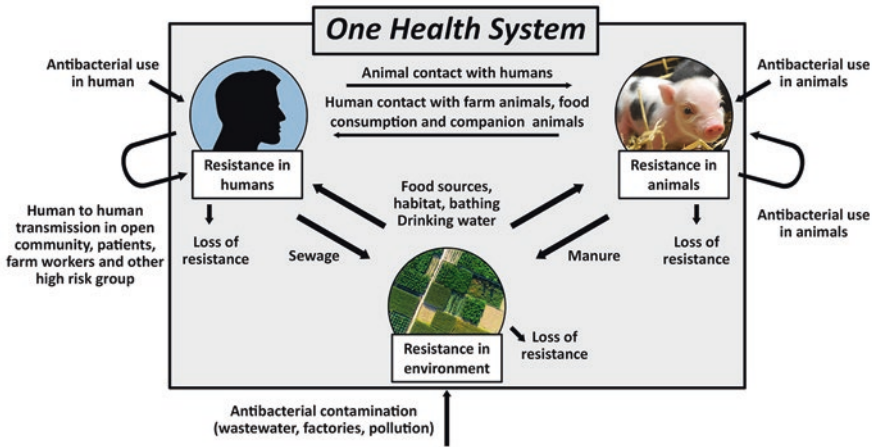 One Health System
Antibacterial use
in human
Animal contact with humans
Human contact with farm animals, food
consumption and companion animals
Antibacterial use
in animals
Resistance in
humans
Resistance in
animals
Food sources,
habitat, bathing
Drinking water
Human to human
transmission in open
community, patients,
farm workers and other
high risk group
Loss of
resistance
Sewage
Manure
Loss of
resistance
Antibacterial use
in animals
Resistance in
environment
Loss of
resistance
Antibacterial contamination
(wastewater, factories, pollution)